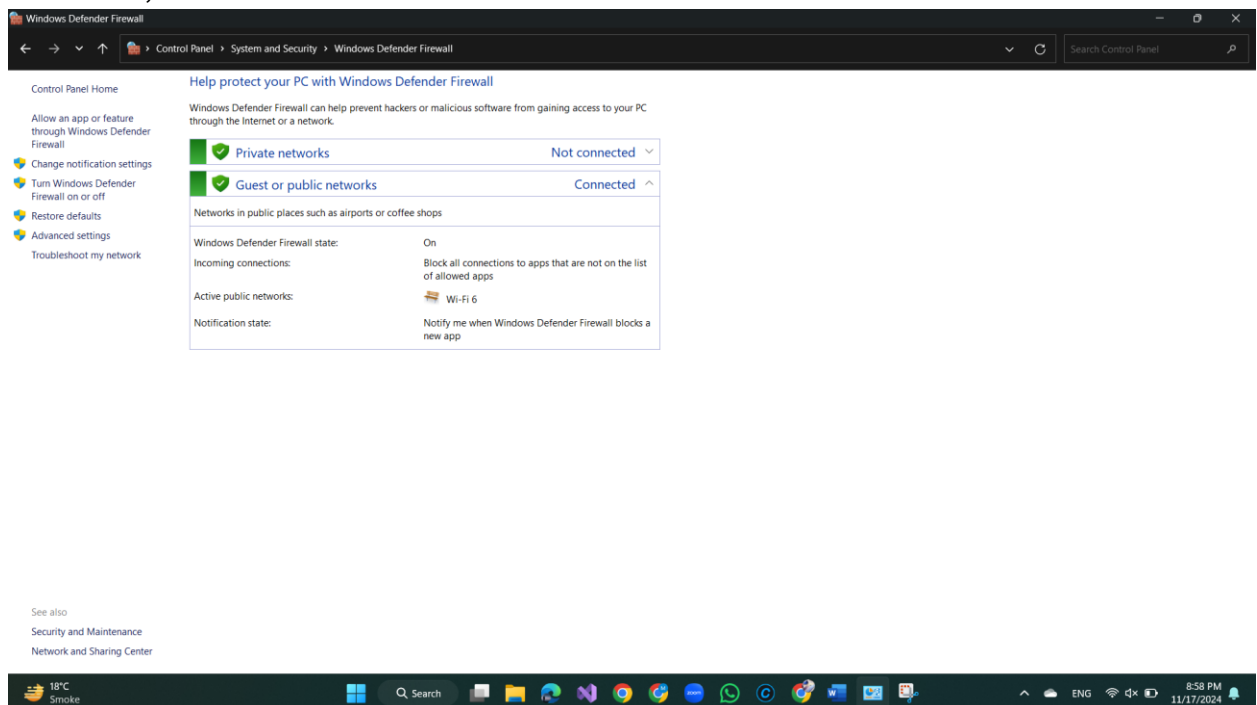 Windows Defender Firewall
Control Panel > System and Security > Windows Defender Firewall
Search Control Panel
Control Panel Home
Allow an app or feature
through Windows Defender
Firewall
Change notification settings
Turn Windows Defender
Firewall on or off
Restore defaults
Advanced settings
Troubleshoot my network
Help protect your PC with Windows Defender Firewall
Windows Defender Firewall can help prevent hackers or malicious software from gaining access to your PC
through the Internet or a network.
Private networks
Not connected
Guest or public networks
Connected
Networks in public places such as airports or coffee shops
Windows Defender Firewall state:
On
Incoming connections:
Block all connections to apps that are not on the list
of allowed apps
Active public networks:
Wi-Fi 6
Notification state:
Notify me when Windows Defender Firewall blocks a
new app
See also
Security and Maintenance
Network and Sharing Center
18°C
Smoke
Search
zoom
ENG
8:58 PM
11/17/2024